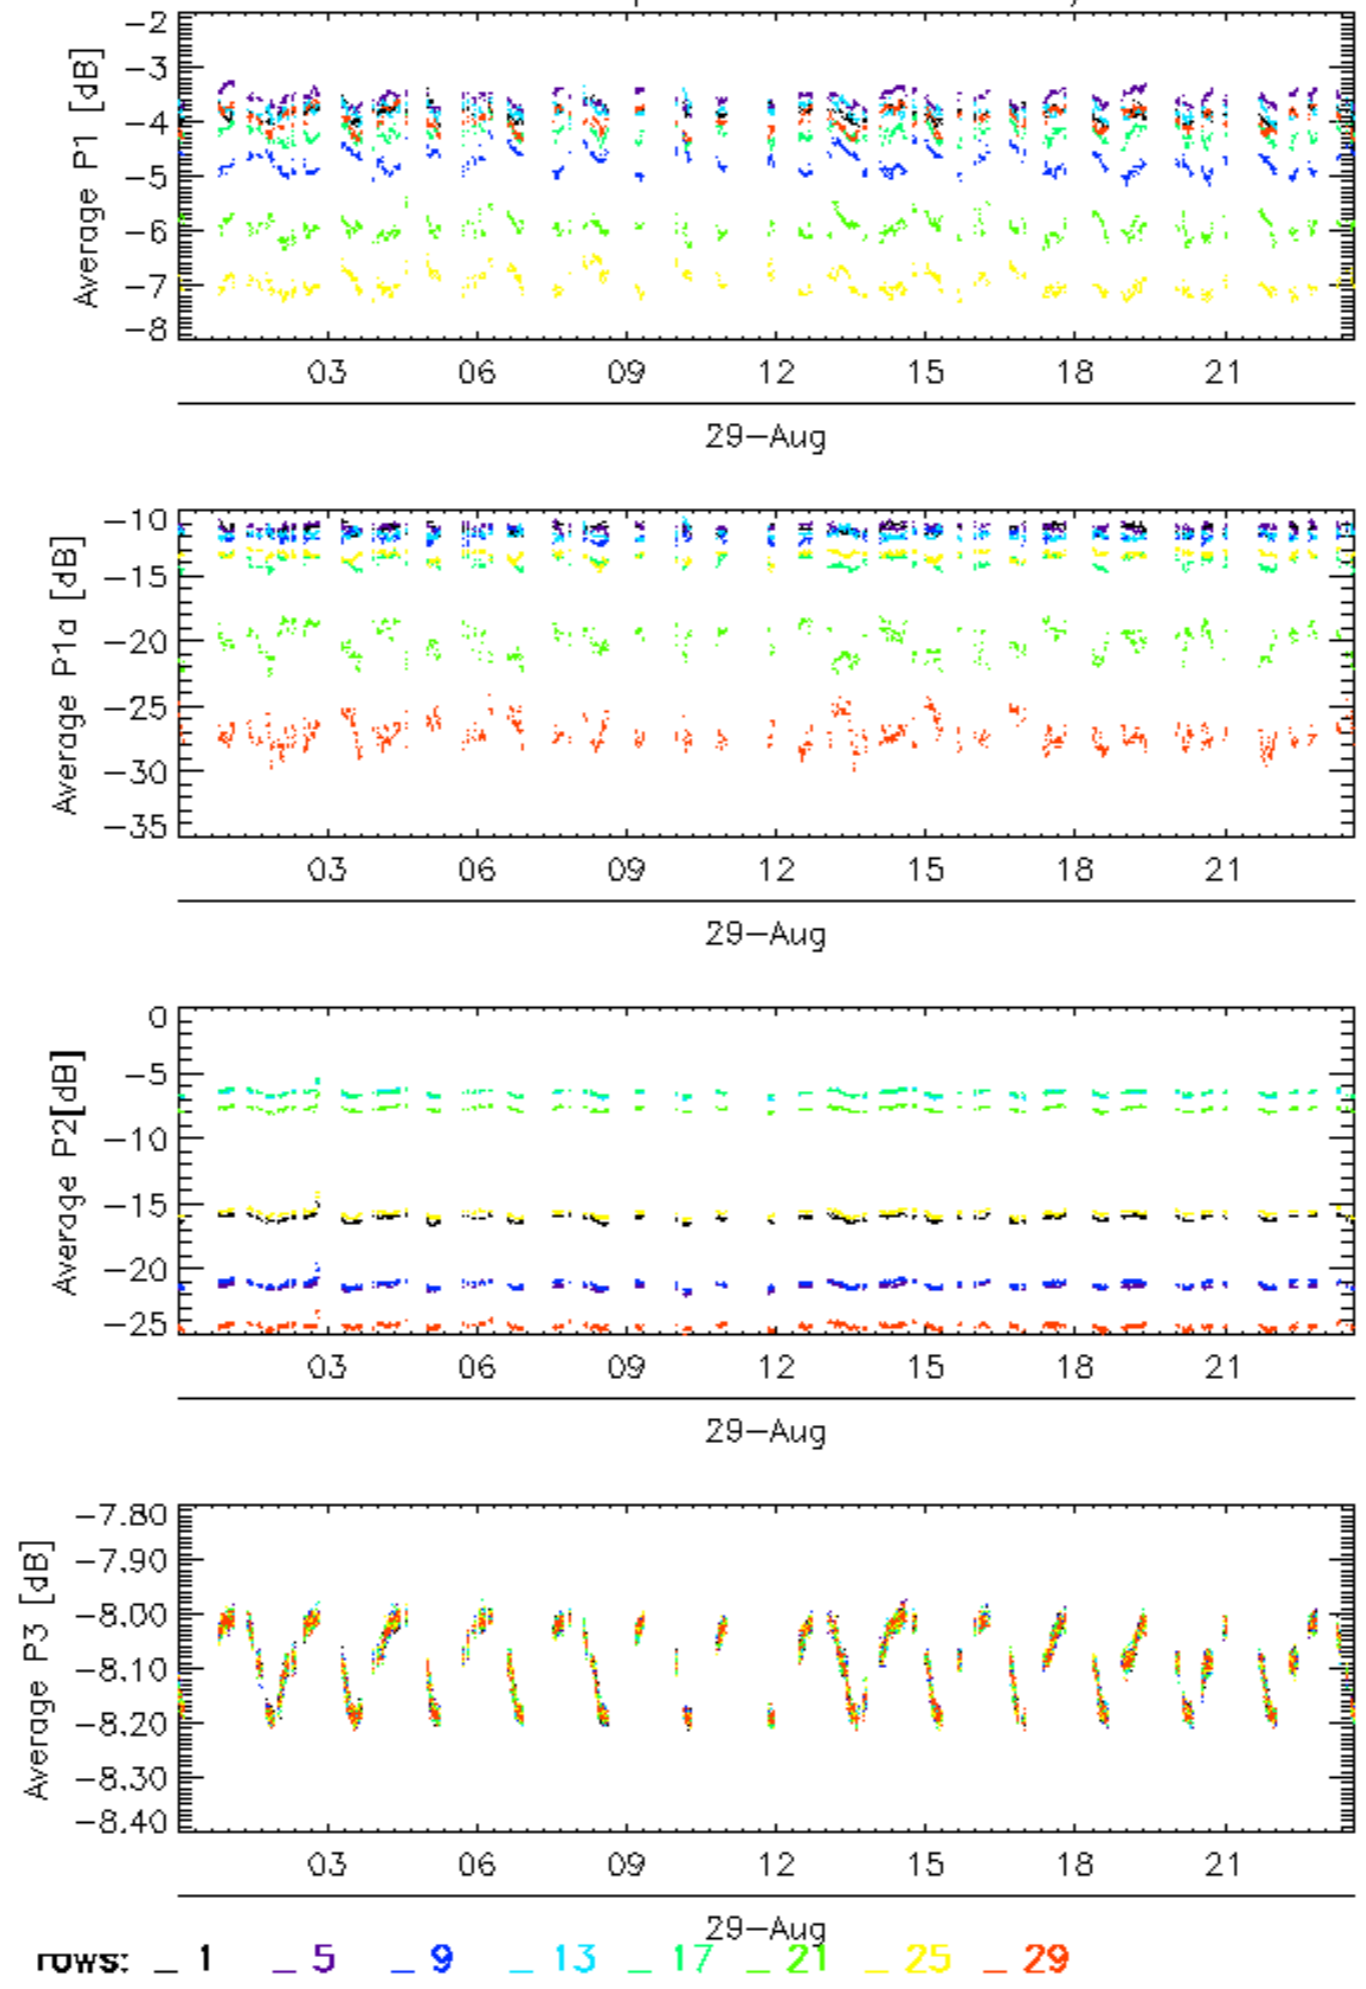 Average P1 [dB]
-2
-3
-4
-5
-6
-7
-8
03 06 09 12 15 18 21
29-Aug
Average P1a [dB]
-10
-15
-20
-25
-30
-35
03 06 09 12 15 18 21
29-Aug
Average P2[dB]
0
-5
-10
-15
-20
-25
03 06 09 12 15 18 21
29-Aug
Average P3 [dB]
-7.80
-7.90
-8.00
-8.10
-8.20
-8.30
-8.40
03 06 09 12 15 18 21
29-Aug
rows: _ 1 _ 5 _ 9 _ 13 _ 17 _ 21 _ 25 _ 29